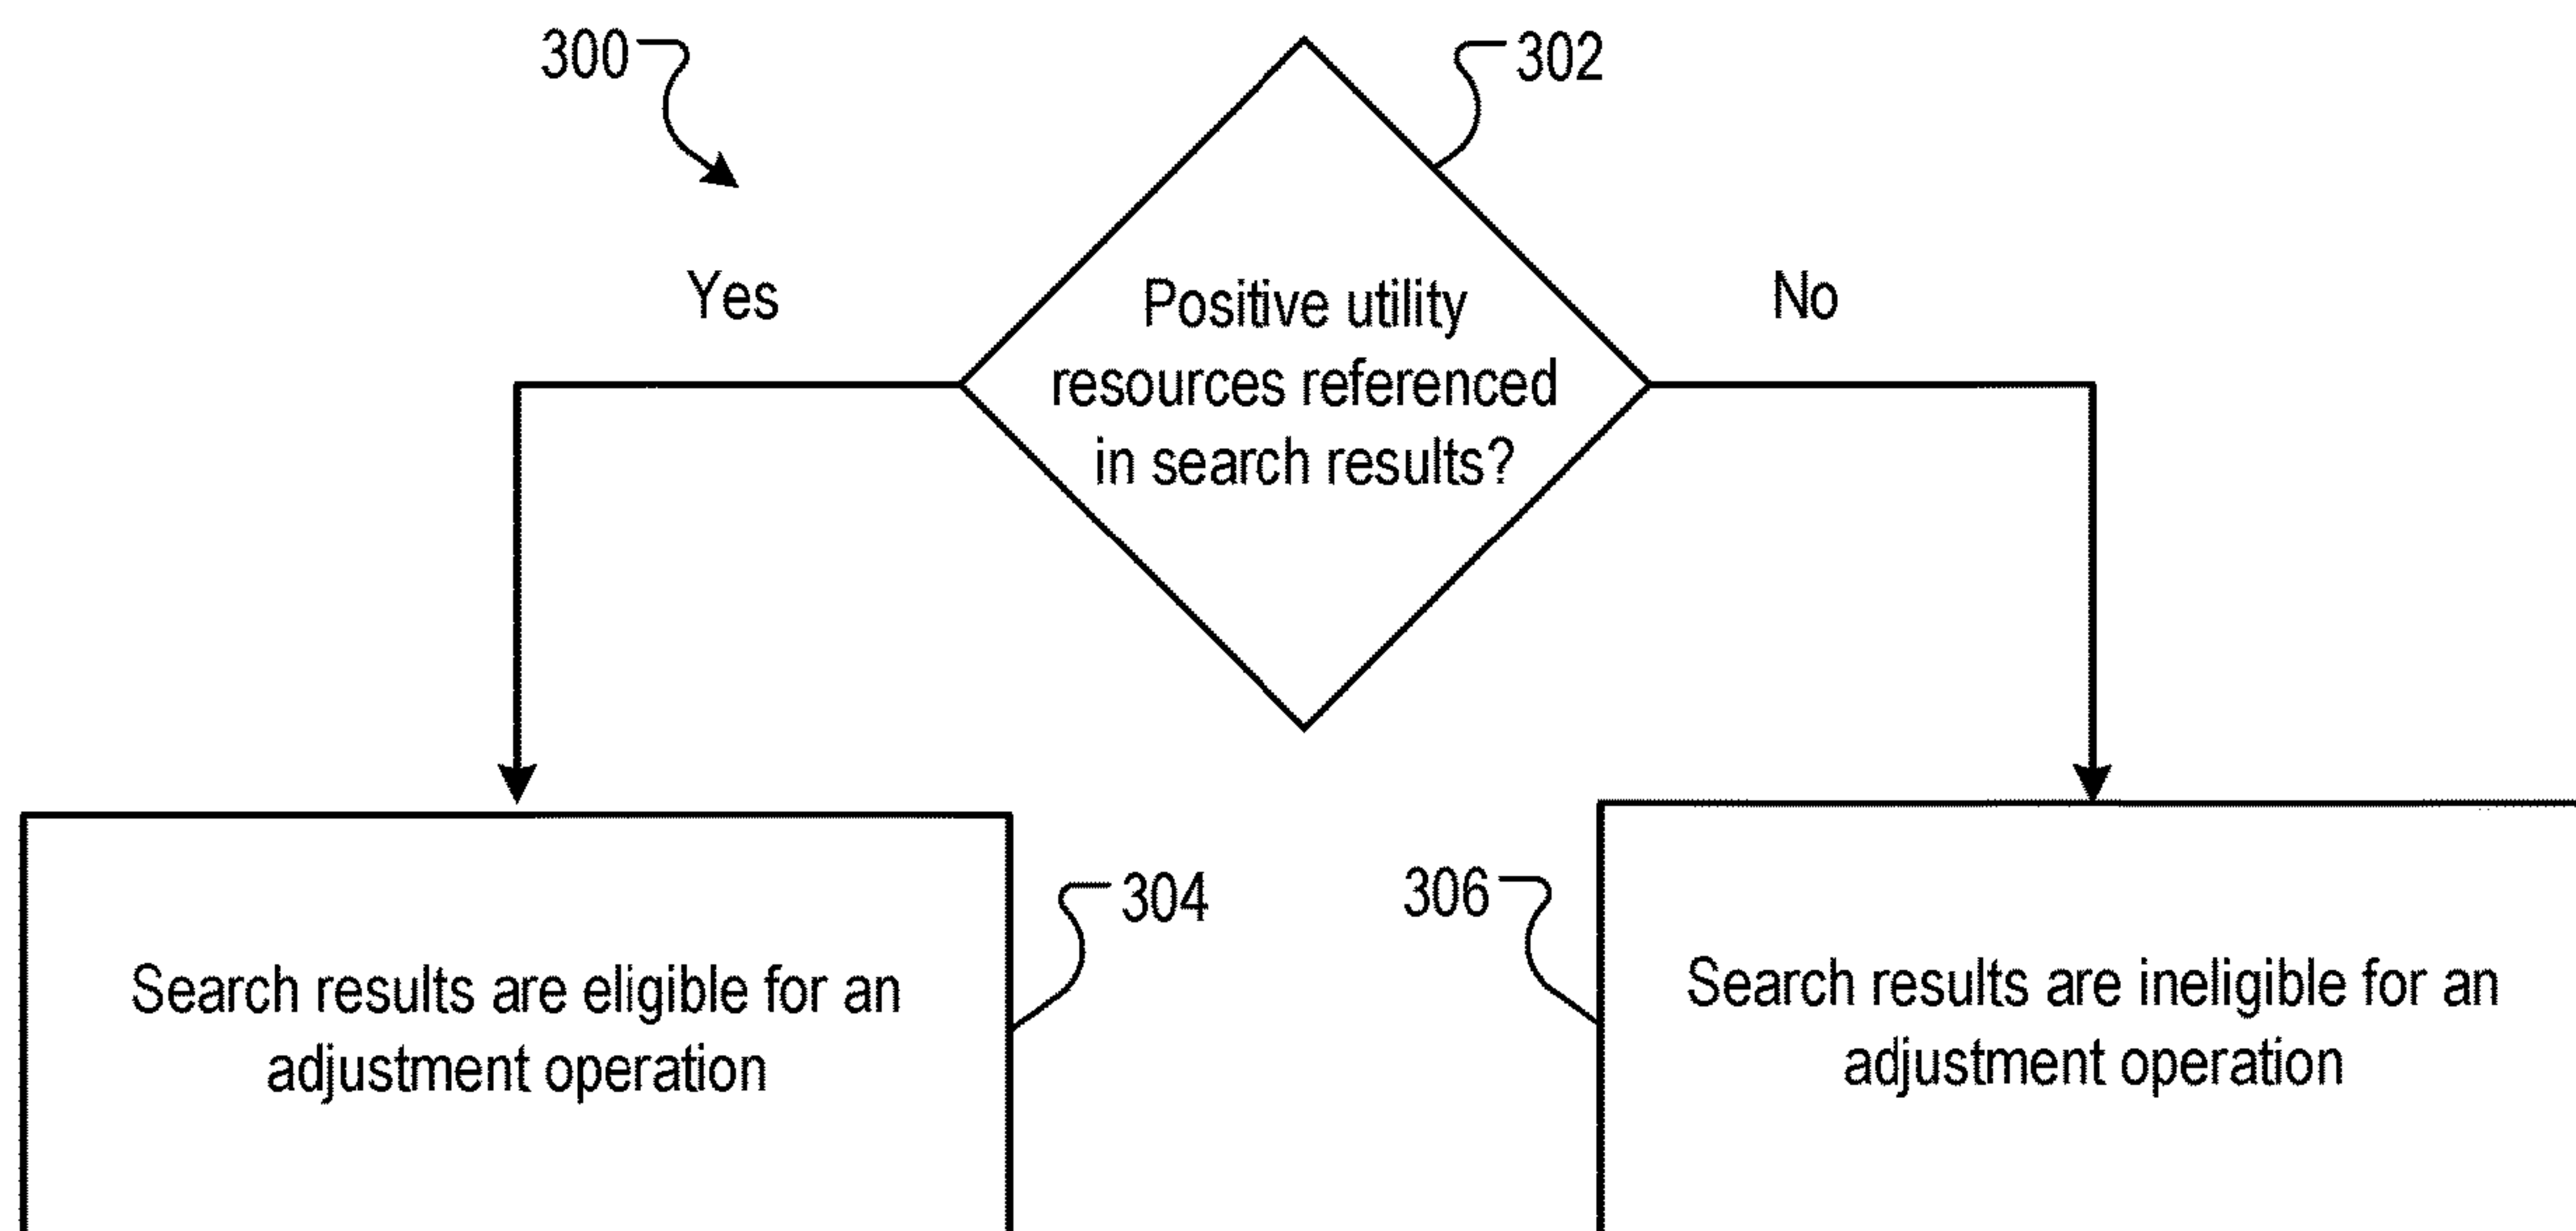 300
302
Yes
No
Positive utility
resources referenced
in search results?
304
306
Search results are eligible for an
adjustment operation
Search results are ineligible for an
adjustment operation